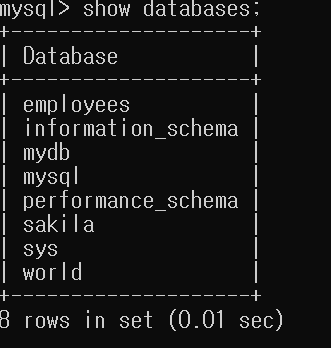 mysql> show databases;
+--------------------+
| Database           |
+--------------------+
| employees          |
| information_schema |
| mydb               |
| mysql              |
| performance_schema |
| sakila             |
| sys                |
| world              |
+--------------------+
8 rows in set (0.01 sec)